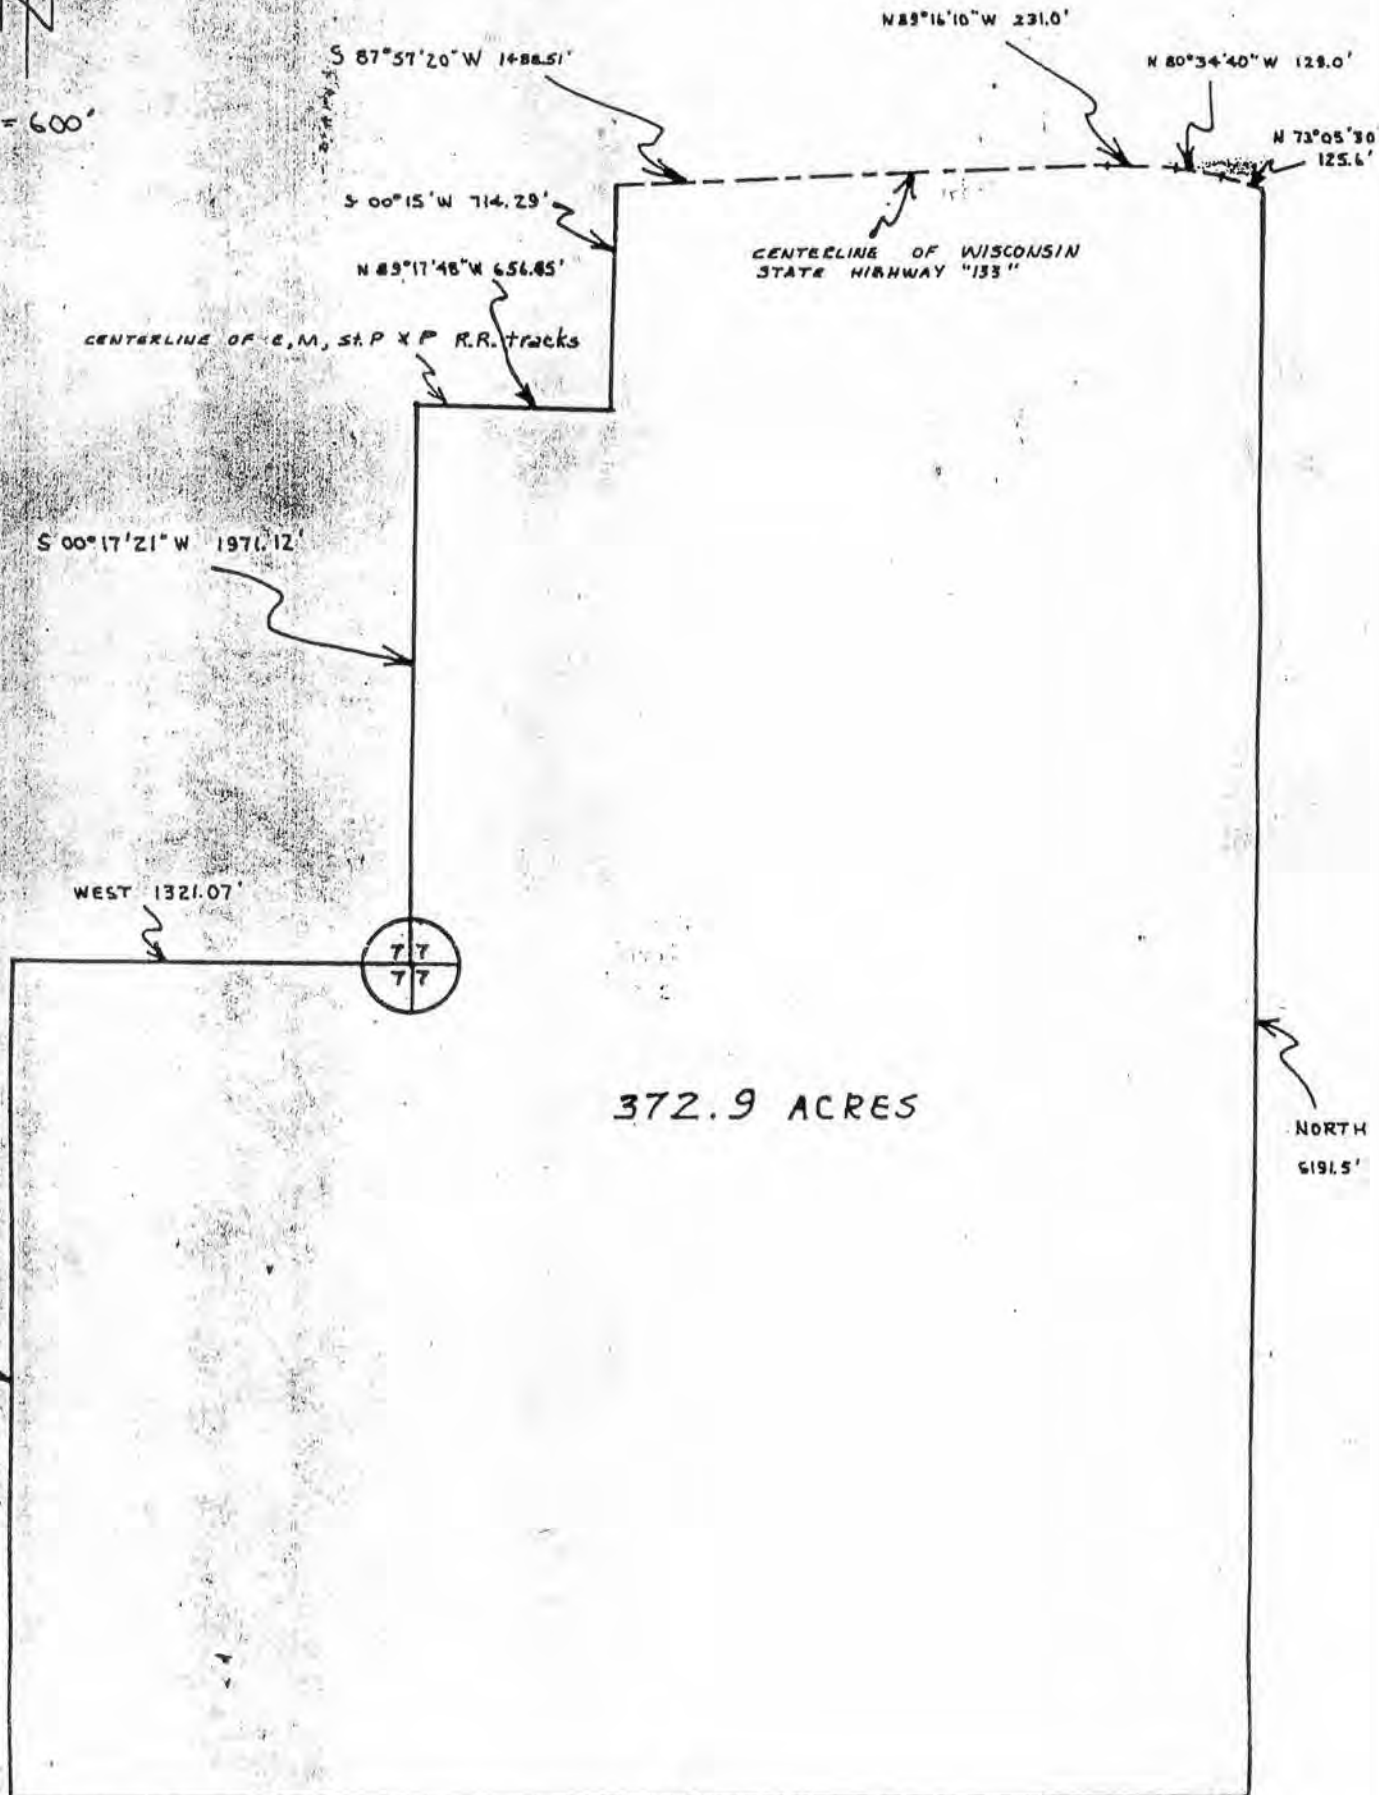 N 89°16'10" W 231.0'
S 87°57'20" W 1488.51'
N 80°34'40" W 129.0'
= 600'
N 73°05'30
125.6'
S 00°15' W 714.29'
CENTERLINE OF WISCONSIN
STATE HIGHWAY "133"
N 89°17'48" W 656.85'
CENTERLINE OF C, M, St. P & P R.R. tracks
S 00°17'21" W 1971.12'
WEST 1321.07'
7 7
7 7
372.9 ACRES
NORTH
5191.5'